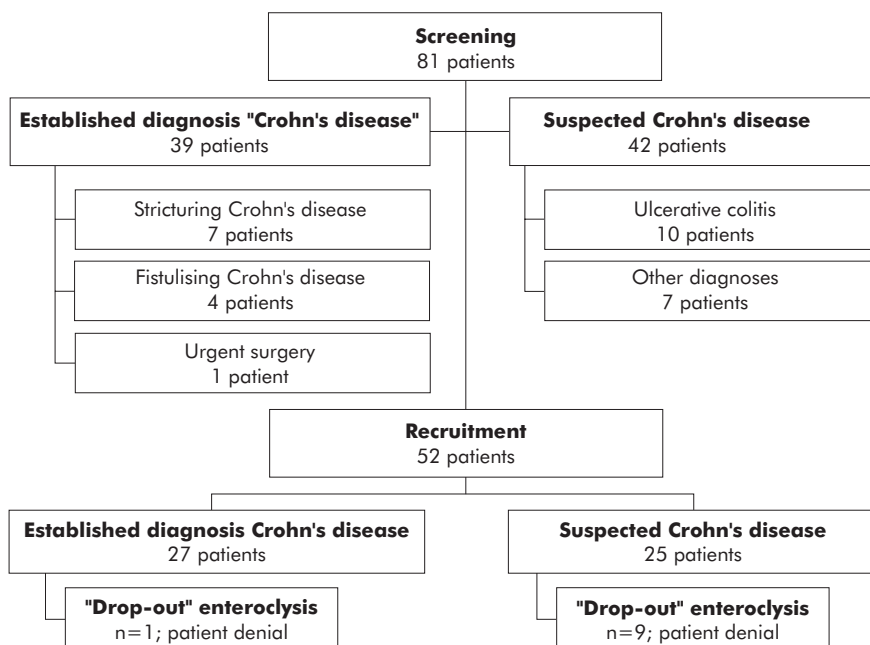 Screening
81 patients
Established diagnosis "Crohn's disease"
39 patients
Suspected Crohn's disease
42 patients
Stricturing Crohn's disease
7 patients
Ulcerative colitis
10 patients
Fistulising Crohn's disease
4 patients
Other diagnoses
7 patients
Urgent surgery
1 patient
Recruitment
52 patients
Established diagnosis Crohn's disease
27 patients
Suspected Crohn's disease
25 patients
"Drop-out" enteroclysis
n=1; patient denial
"Drop-out" enteroclysis
n=9; patient denial